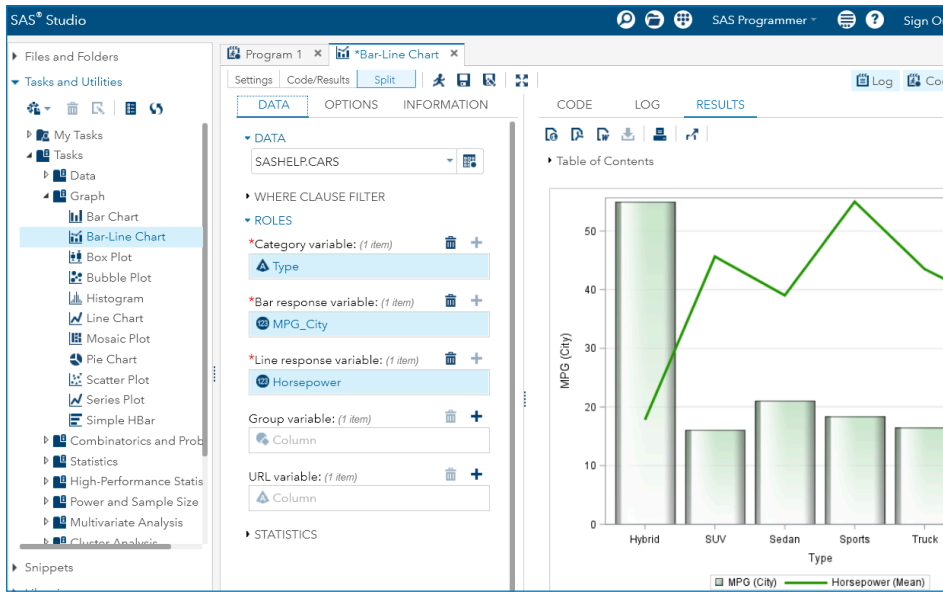 SAS® Studio
SAS Programmer
?
Sign O
Files and Folders
Tasks and Utilities
My Tasks
Tasks
Data
Graph
Bar Chart
Bar-Line Chart
Box Plot
Bubble Plot
Histogram
Line Chart
Mosaic Plot
Pie Chart
Scatter Plot
Series Plot
Simple HBar
Combinatorics and Prob
Statistics
High-Performance Statis
Power and Sample Size
Multivariate Analysis
Cluster Analysis
Snippets
Program 1 ×
*Bar-Line Chart ×
Settings Code/Results Split
Log
Co
DATA OPTIONS INFORMATION
DATA
SASHELP.CARS
WHERE CLAUSE FILTER
ROLES
*Category variable: (1 item)
Type
*Bar response variable: (1 item)
123 MPG_City
*Line response variable: (1 item)
123 Horsepower
Group variable: (1 item)
Column
URL variable: (1 item)
Column
STATISTICS
CODE LOG RESULTS
Table of Contents
MPG (City)
50
40
30
20
10
0
Hybrid SUV Sedan Sports Truck
Type
MPG (City) Horsepower (Mean)